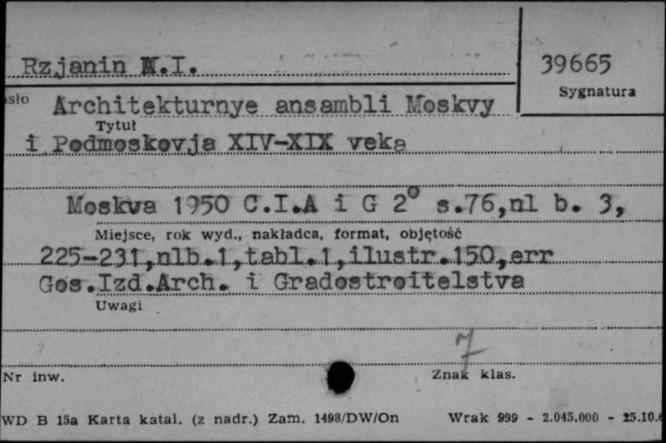 Rzjanin M.I.
39665
Sygnatura
sło Architekturnye ansambli Moskvy
Tytuł
i Podmoskovja XIV-XIX veka
Moskva 1950 C.I.A i G 2° s.76,nl b. 3,
Miejsce, rok wyd., nakładca, format, objętość
225-231,nlb.1,tabl.1,ilustr.150,err
Gos.Izd.Arch. i Gradostroitelstva
Uwagi
7
Nr inw.
Znak klas.
WD B 15a Karta katal. (z nadr.) Zam. 1498/DW/On
Wrak 999 - 2.045.000 - 25.10.